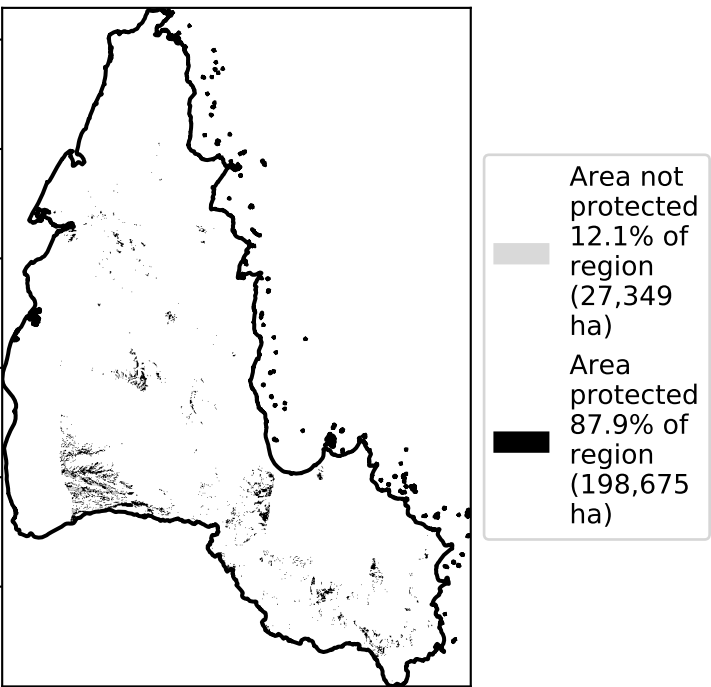 Area not
protected
12.1% of
region
(27,349
ha)
Area
protected
87.9% of
region
(198,675
ha)